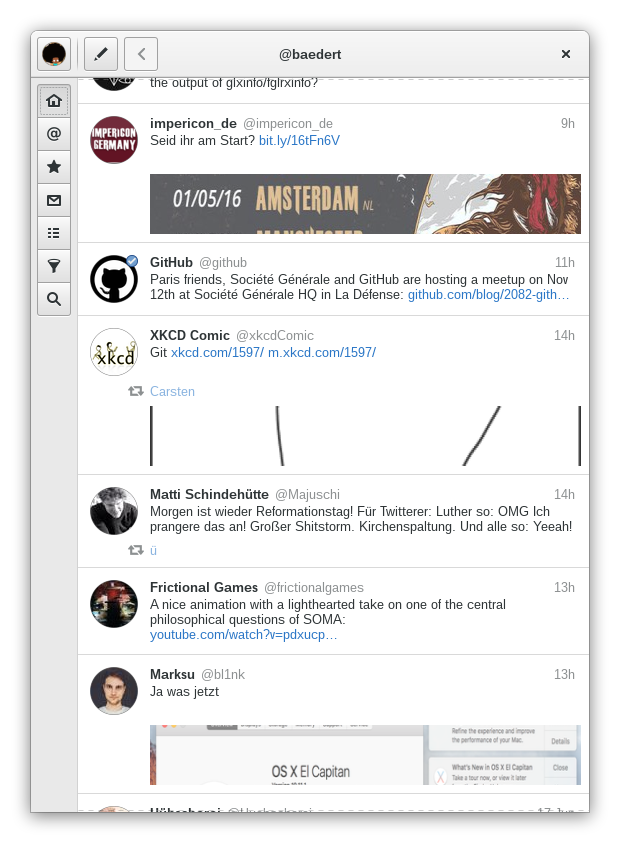 @baedert
the output of glxinfo/fglrxinfo?
IMPERICON
GERMANY
impericon_de @impericon_de 9h
Seid ihr am Start? bit.ly/16tFn6V
01/05/16 AMSTERDAM NL
MANCHESTER
GitHub @github 11h
Paris friends, Société Générale and GitHub are hosting a meetup on Nov
12th at Société Générale HQ in La Défense: github.com/blog/2082-gith…
xkcd
XKCD Comic @xkcdComic 14h
Git xkcd.com/1597/ m.xkcd.com/1597/
Carsten
Matti Schindehütte @Majuschi 14h
Morgen ist wieder Reformationstag! Für Twitterer: Luther so: OMG Ich
prangere das an! Großer Shitstorm. Kirchenspaltung. Und alle so: Yeeah!
ü
Frictional Games @frictionalgames 13h
A nice animation with a lighthearted take on one of the central
philosophical questions of SOMA:
youtube.com/watch?v=pdxucp…
Marksu @bl1nk 13h
Ja was jetzt
OS X El Capitan
Refine the experience and improve
the performance of your Mac.
Details
What's New in OS X El Capitan
Close
Take a tour now, or view it later
17 Jun